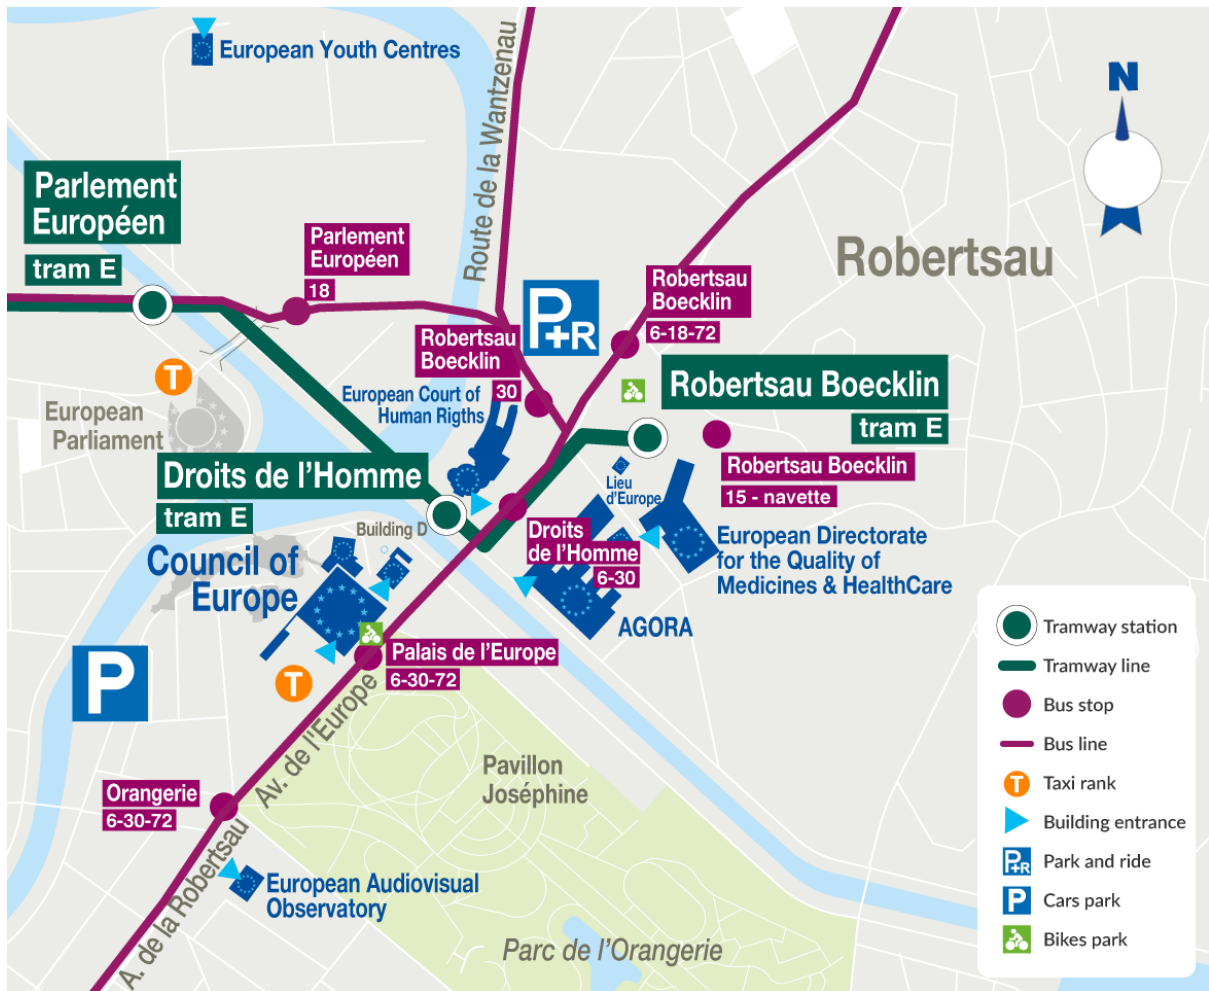 European Youth Centres
N
Route de la Wantzenau
Parlement
Européen
tram E
Parlement
Européen
18
Robertsau
Robertsau
Boecklin
6-18-72
P+R
Robertsau
Boecklin
30
Robertsau Boecklin
tram E
T
European
Parliament
European Court of
Human Rigths
Robertsau Boecklin
15 - navette
Droits de l'Homme
tram E
Lieu
d'Europe
Building D
Droits
de l'Homme
6-30
European Directorate
for the Quality of
Medicines & HealthCare
Council of
Europe
AGORA
P
T
Palais de l'Europe
6-30-72
Av. de l'Europe
Pavillon
Joséphine
Orangerie
6-30-72
A. de la Robertsau
European Audiovisual
Observatory
Parc de l'Orangerie
Tramway station
Tramway line
Bus stop
Bus line
T Taxi rank
Building entrance
P+R Park and ride
P Cars park
Bikes park